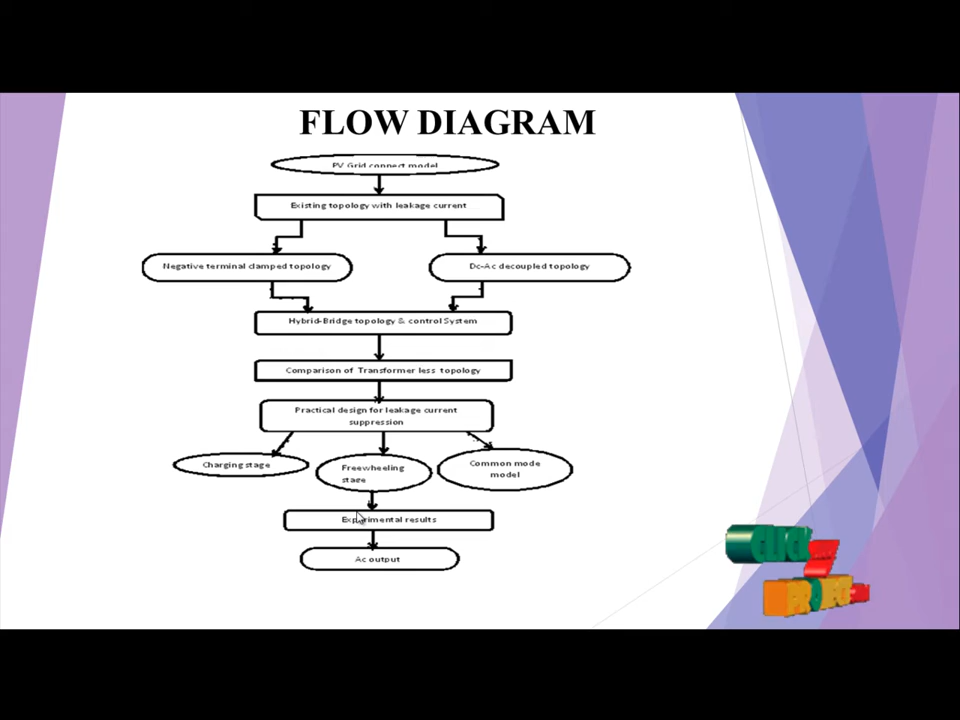 FLOW DIAGRAM
PV Grid connect model
Existing topology with leakage current
Negative terminal clamped topology
Dc-Ac decoupled topology
Hybrid-Bridge topology & control System
Comparison of Transformer less topology
Practical design for leakage current
suppression
Charging stage
Freewheeling
stage
Common mode
model
Experimental results
Ac output
CLICK